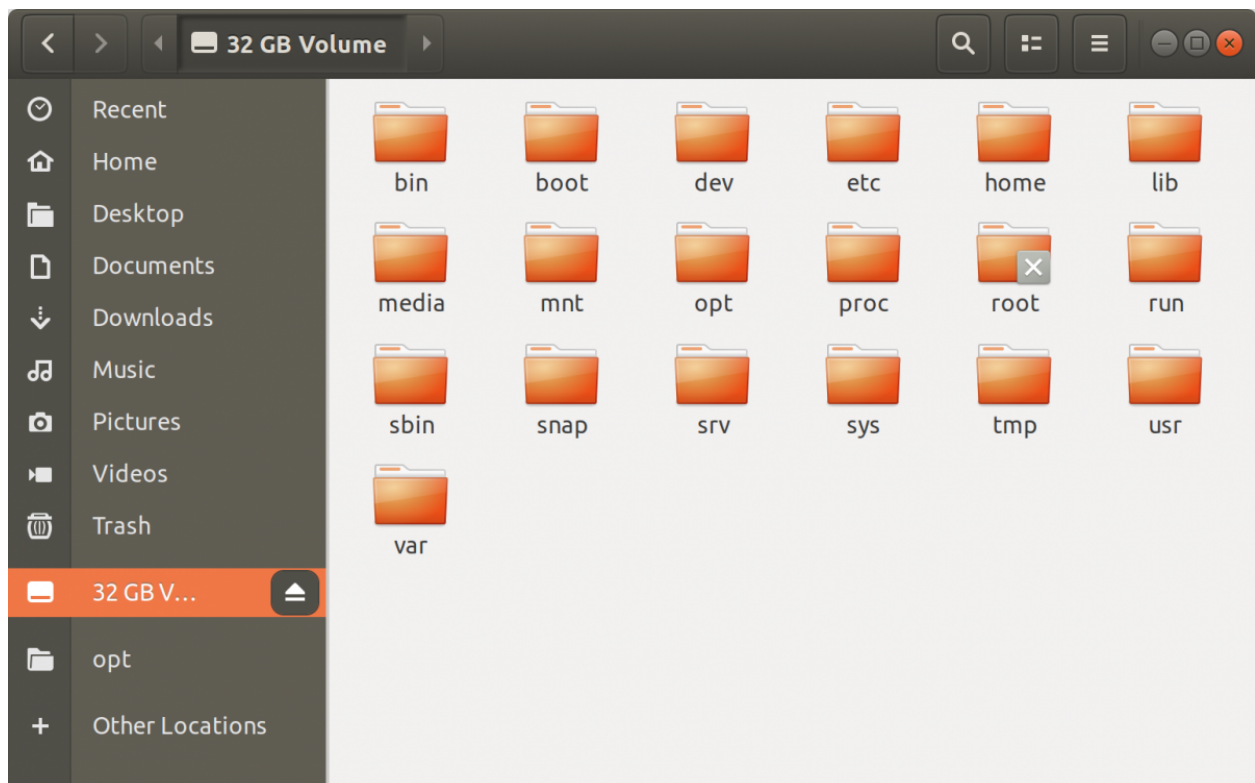 32 GB Volume
Recent
Home
Desktop
Documents
Downloads
Music
Pictures
Videos
Trash
32 GB V...
opt
Other Locations
bin boot dev etc home lib
media mnt opt proc root run
sbin snap srv sys tmp usr
var